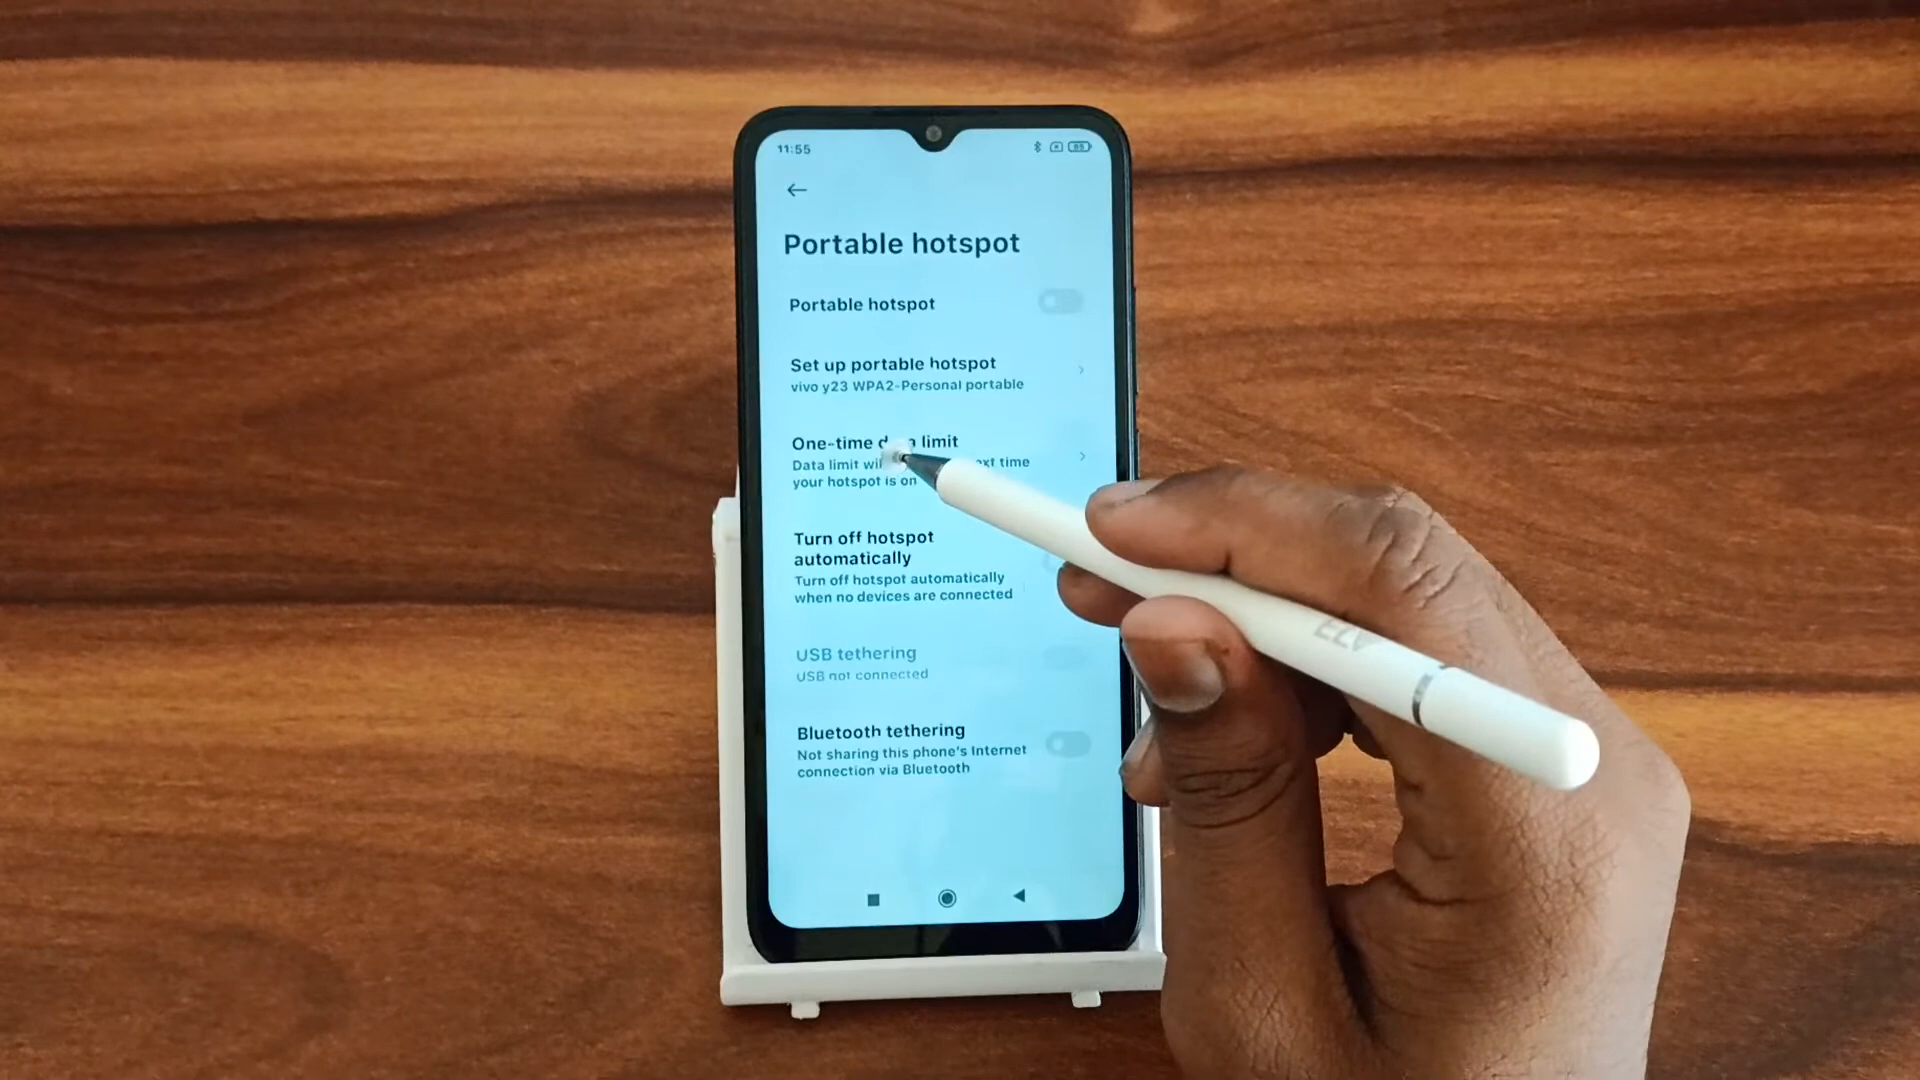 11:55
85
Portable hotspot
Portable hotspot
Set up portable hotspot
vivo y23 WPA2-Personal portable
One-time limit
Data limit time
your hotspot is on
Turn off hotspot
automatically
Turn off hotspot automatically
when no devices are connected
USB tethering
USB not connected
Bluetooth tethering
Not sharing this phone's Internet
connection via Bluetooth
ELV